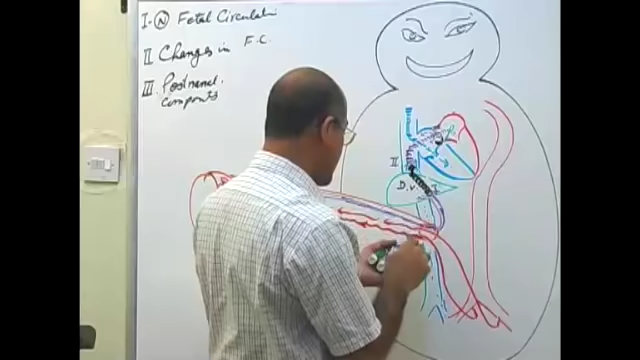 I. N Fetal Circulati
II Changes in F.C
III Postnatal
components
II
D.V.
I